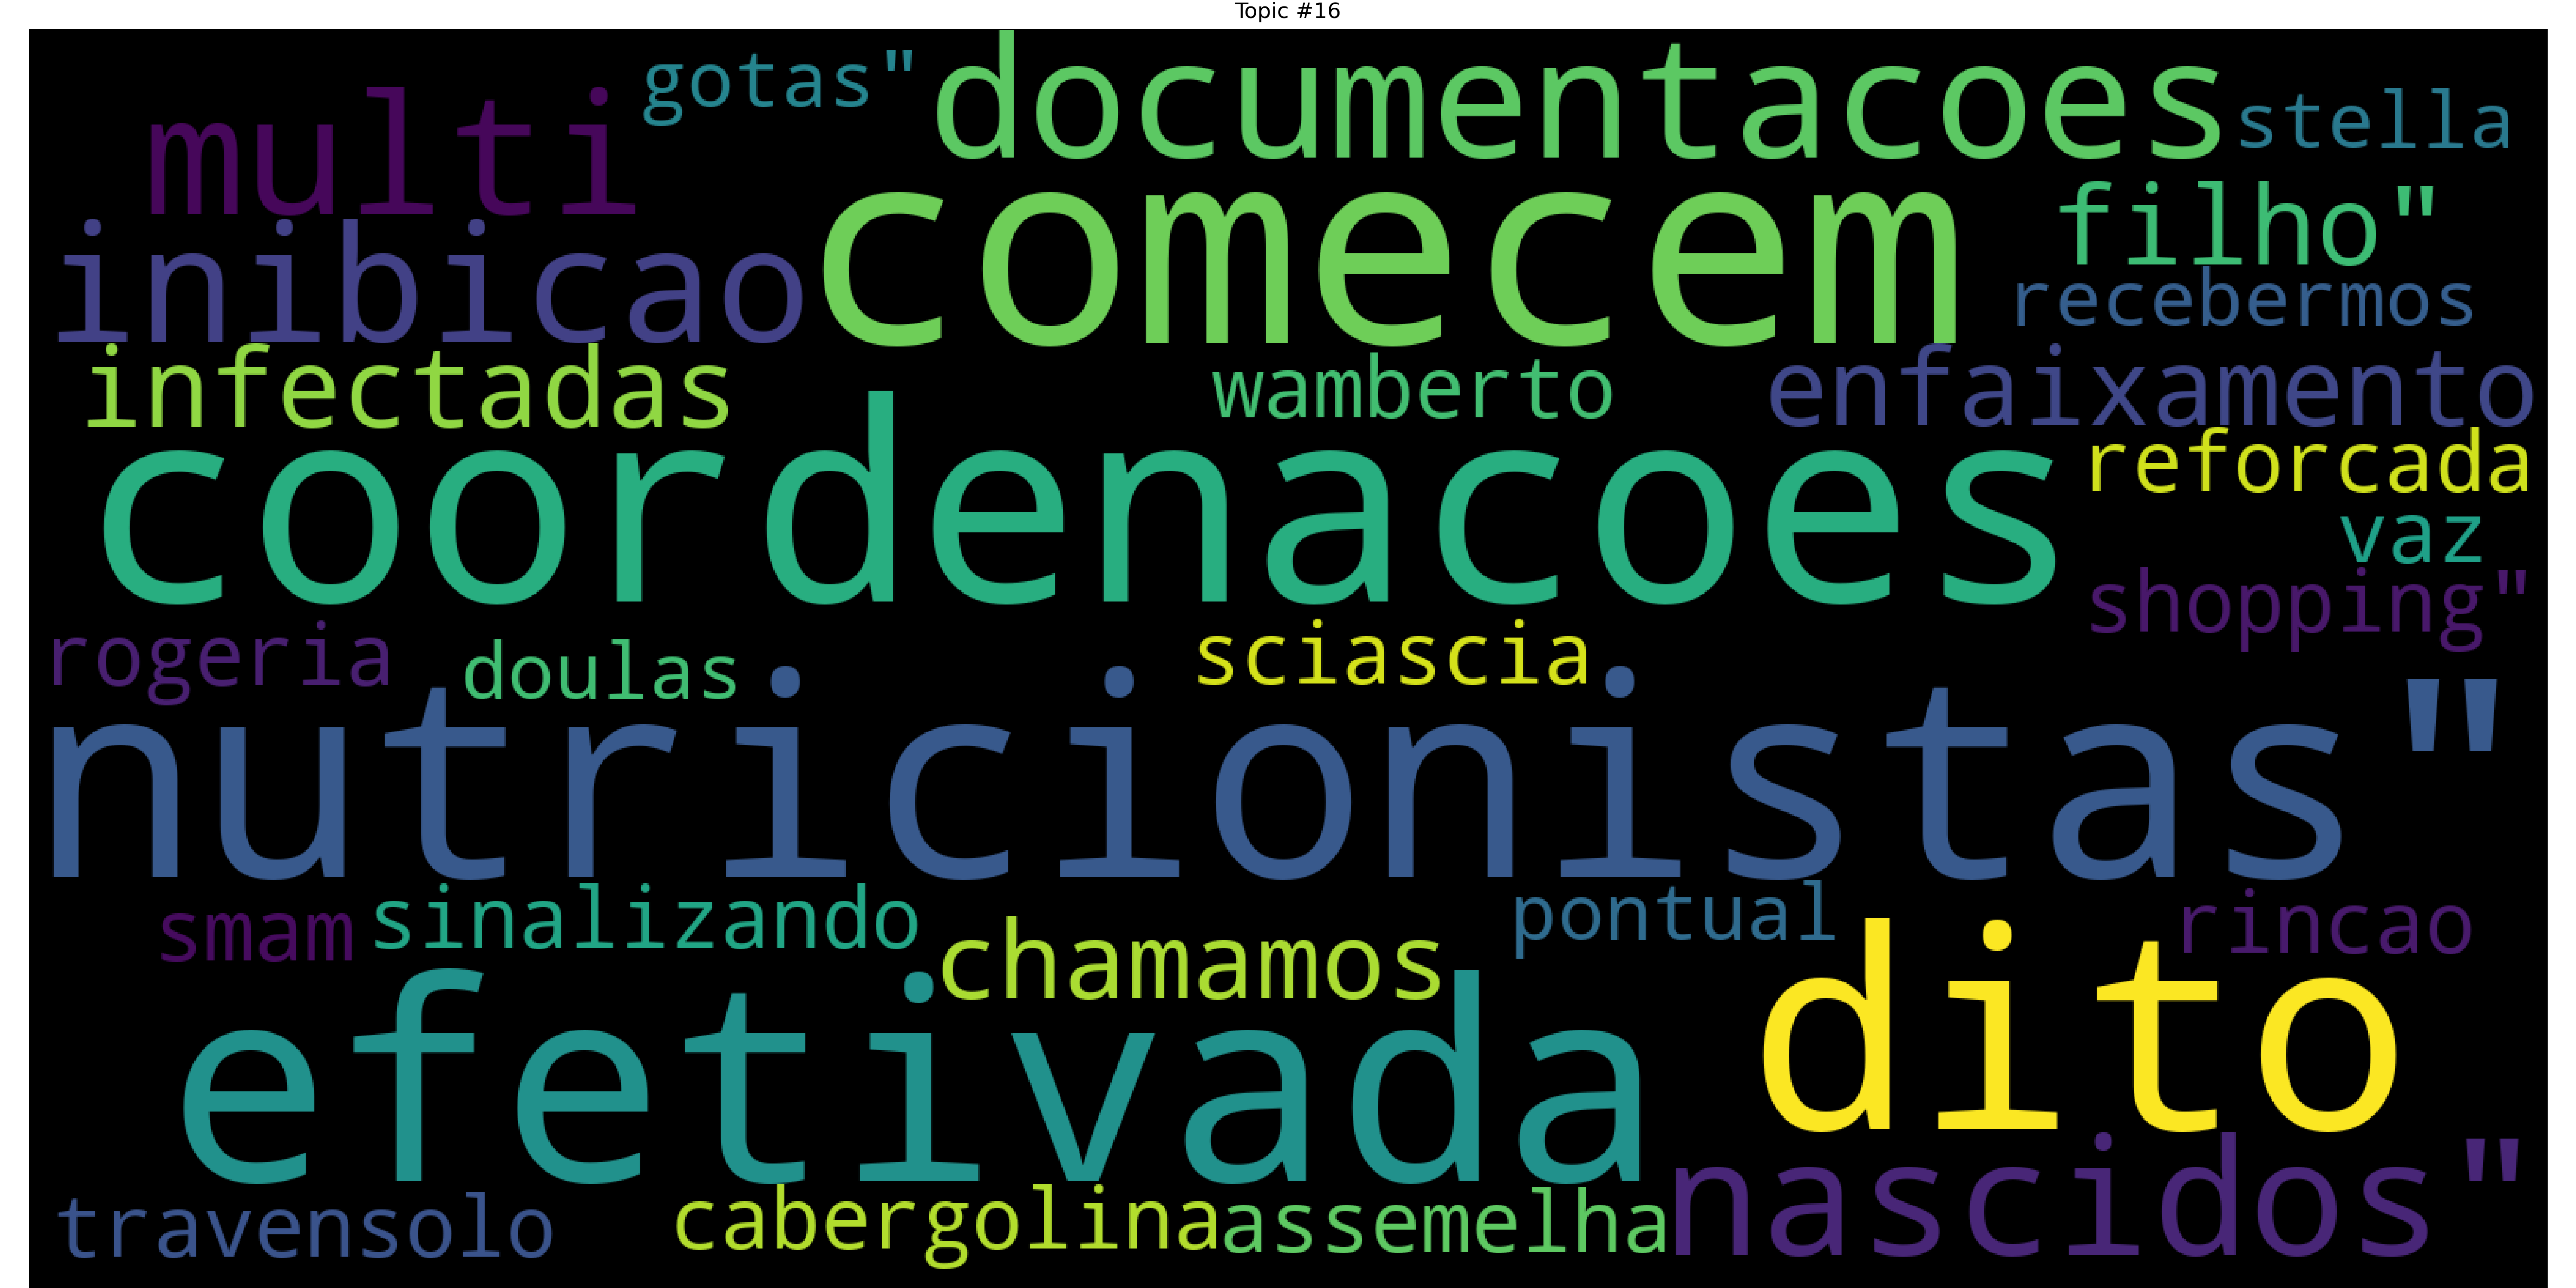 Topic #16
gotas" documentacoes stella
multi
comecem filho"
inibicao recebermos
infectadas wamberto enfaixamento
coordenacoes reforcada
vaz
shopping"
rogeria doulas sciascia
nutricionistas"
smam sinalizando chamamos pontual rincao
efetivada dito
travensolo cabergolina assemelha nascidos"